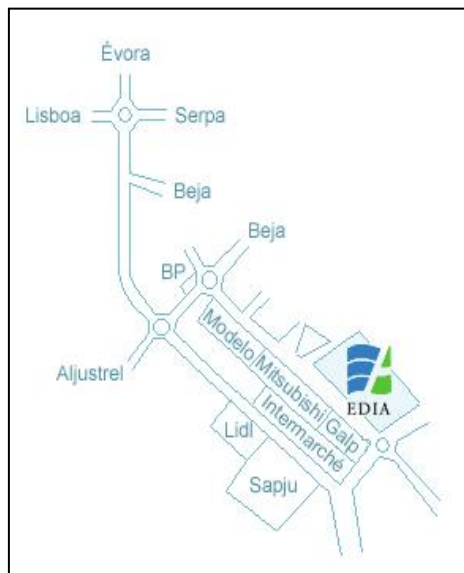 Évora
Lisboa
Serpa
Beja
Beja
BP
Modelo
Mitsubishi
Galp
Intermarché
EDIA
Aljustrel
Lidl
Sapju